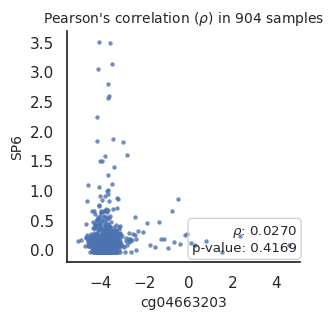 Pearson's correlation (ρ) in 904 samples
3.5
3.0
2.5
2.0
1.5
1.0
0.5
0.0
SP6
ρ: 0.0270
p-value: 0.4169
−4
−2
0
2
4
cg04663203